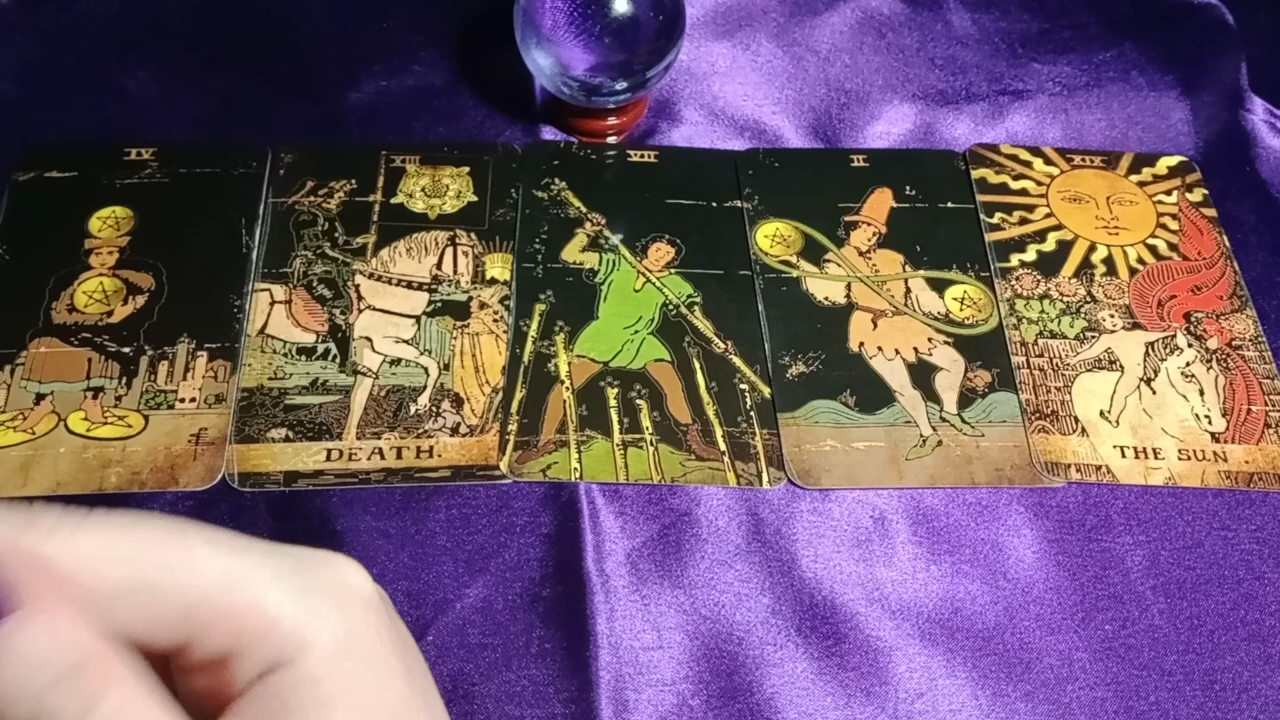 IV
XIII
VII
II
XIX
DEATH.
THE SUN.